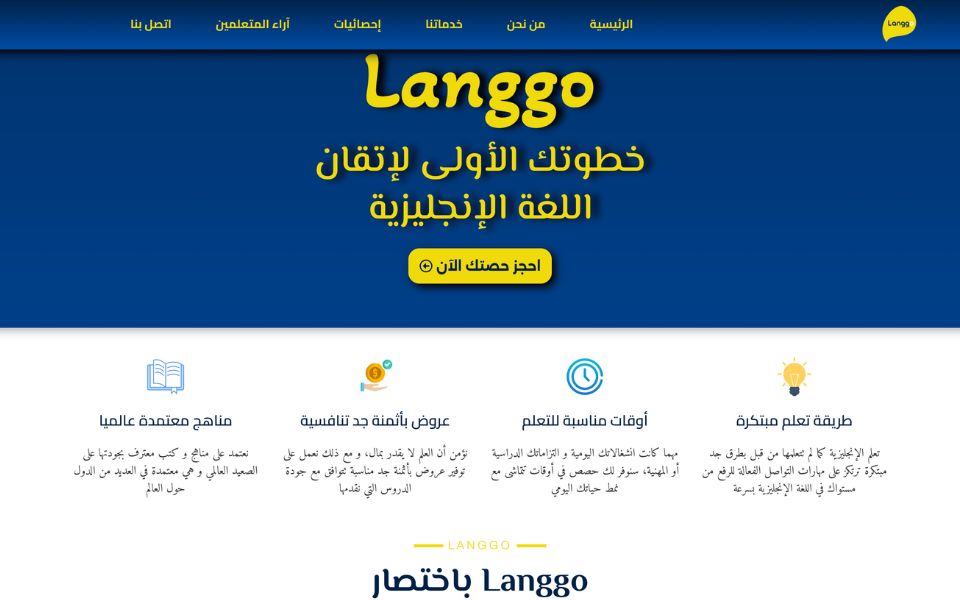 Langgo
الرئيسية
من نحن
خدماتنا
إحصائيات
آراء المتعلمين
اتصل بنا
Langgo
خطوتك الأولى لإتقان
اللغة الإنجليزية
احجز حصتك الآن
طريقة تعلم مبتكرة
تعلم الإنجليزية كما لم تتعلمها من قبل بطرق جد
مبتكرة ترتكز على مهارات التواصل الفعالة للرفع من
مستواك في اللغة الإنجليزية بسرعة
أوقات مناسبة للتعلم
مهما كانت انشغالاتك اليومية و التزاماتك الدراسية
أو المهنية، سنوفر لك حصص في أوقات تتماشى مع
نمط حياتك اليومي
عروض بأثمنة جد تنافسية
نؤمن أن العلم لا يقدر بمال، و مع ذلك نعمل على
توفير عروض بأثمنة جد مناسبة تتوافق مع جودة
الدروس التي نقدمها
مناهج معتمدة عالميا
نعتمد على مناهج و كتب معترف بجودتها على
الصعيد العالمي و هي معتمدة في العديد من الدول
حول العالم
LANGGO
Langgo باختصار